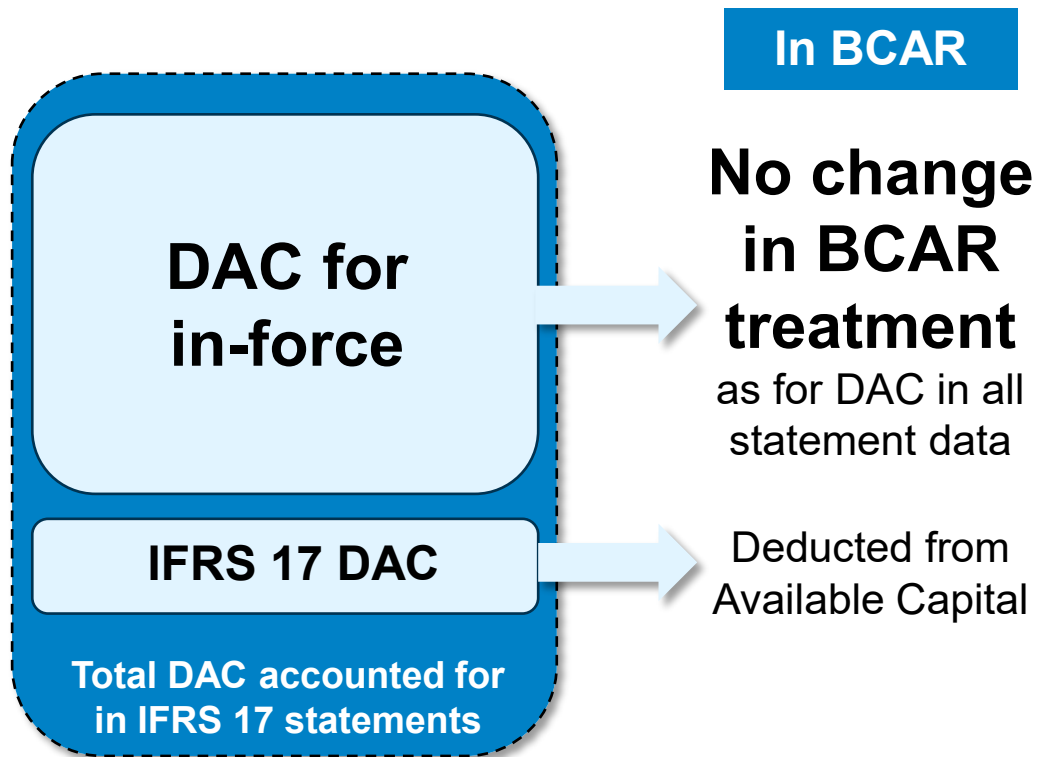 In BCAR
DAC for
in-force
No change
in BCAR
treatment
as for DAC in all
statement data
IFRS 17 DAC
Deducted from
Available Capital
Total DAC accounted for
in IFRS 17 statements